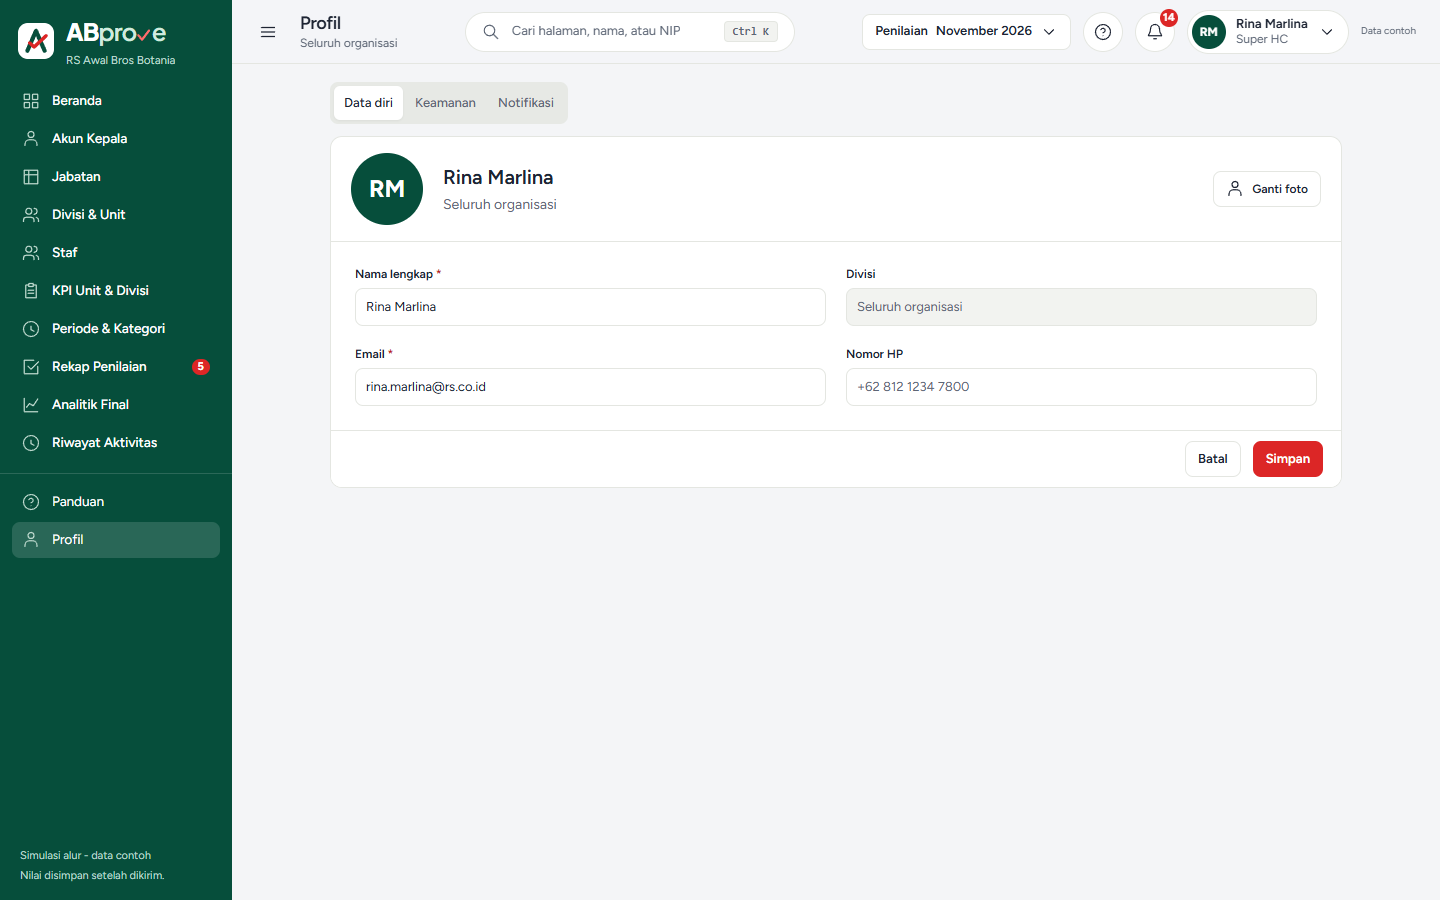 ABprove
RS Awal Bros Botania
Beranda
Akun Kepala
Jabatan
Divisi & Unit
Staf
KPI Unit & Divisi
Periode & Kategori
Rekap Penilaian 5
Analitik Final
Riwayat Aktivitas
Panduan
Profil
Simulasi alur - data contoh
Nilai disimpan setelah dikirim.
Profil
Seluruh organisasi
Cari halaman, nama, atau NIP Ctrl K
Penilaian November 2026
14
RM
Rina Marlina
Super HC
Data contoh
Data diri Keamanan Notifikasi
RM
Rina Marlina
Seluruh organisasi
Ganti foto
Nama lengkap *
Rina Marlina
Divisi
Seluruh organisasi
Email *
rina.marlina@rs.co.id
Nomor HP
+62 812 1234 7800
Batal Simpan